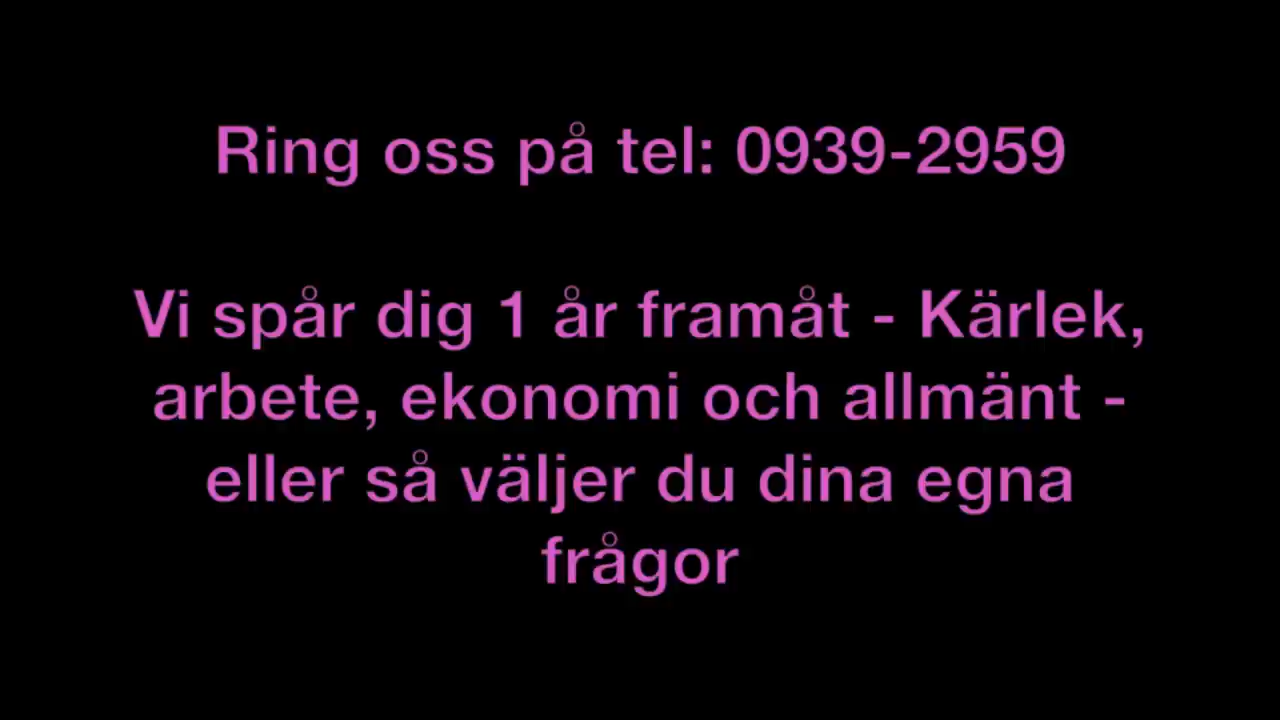 Ring oss på tel: 0939-2959
Vi spår dig 1 år framåt - Kärlek,
arbete, ekonomi och allmänt -
eller så väljer du dina egna
frågor